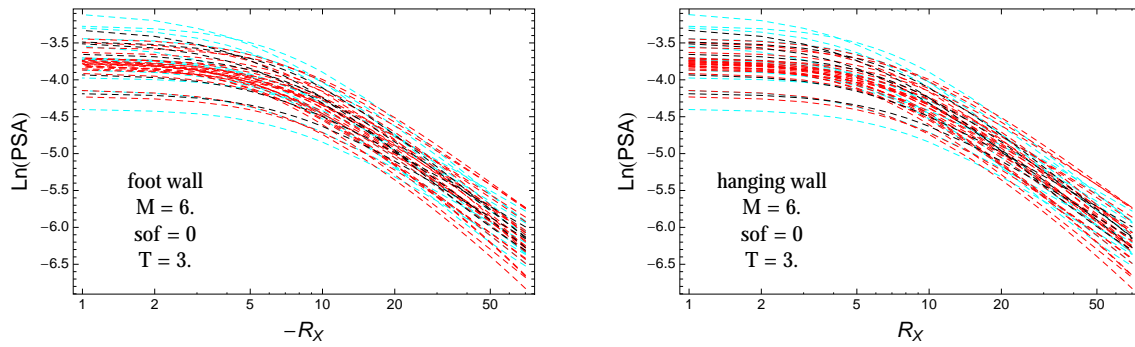 −3.5
−4.0
−4.5
−5.0
−5.5
−6.0
−6.5
Ln(PSA)
foot wall
M = 6.
sof = 0
T = 3.
1 2 5 10 20 50
−R_X
−3.5
−4.0
−4.5
−5.0
−5.5
−6.0
−6.5
Ln(PSA)
hanging wall
M = 6.
sof = 0
T = 3.
1 2 5 10 20 50
R_X